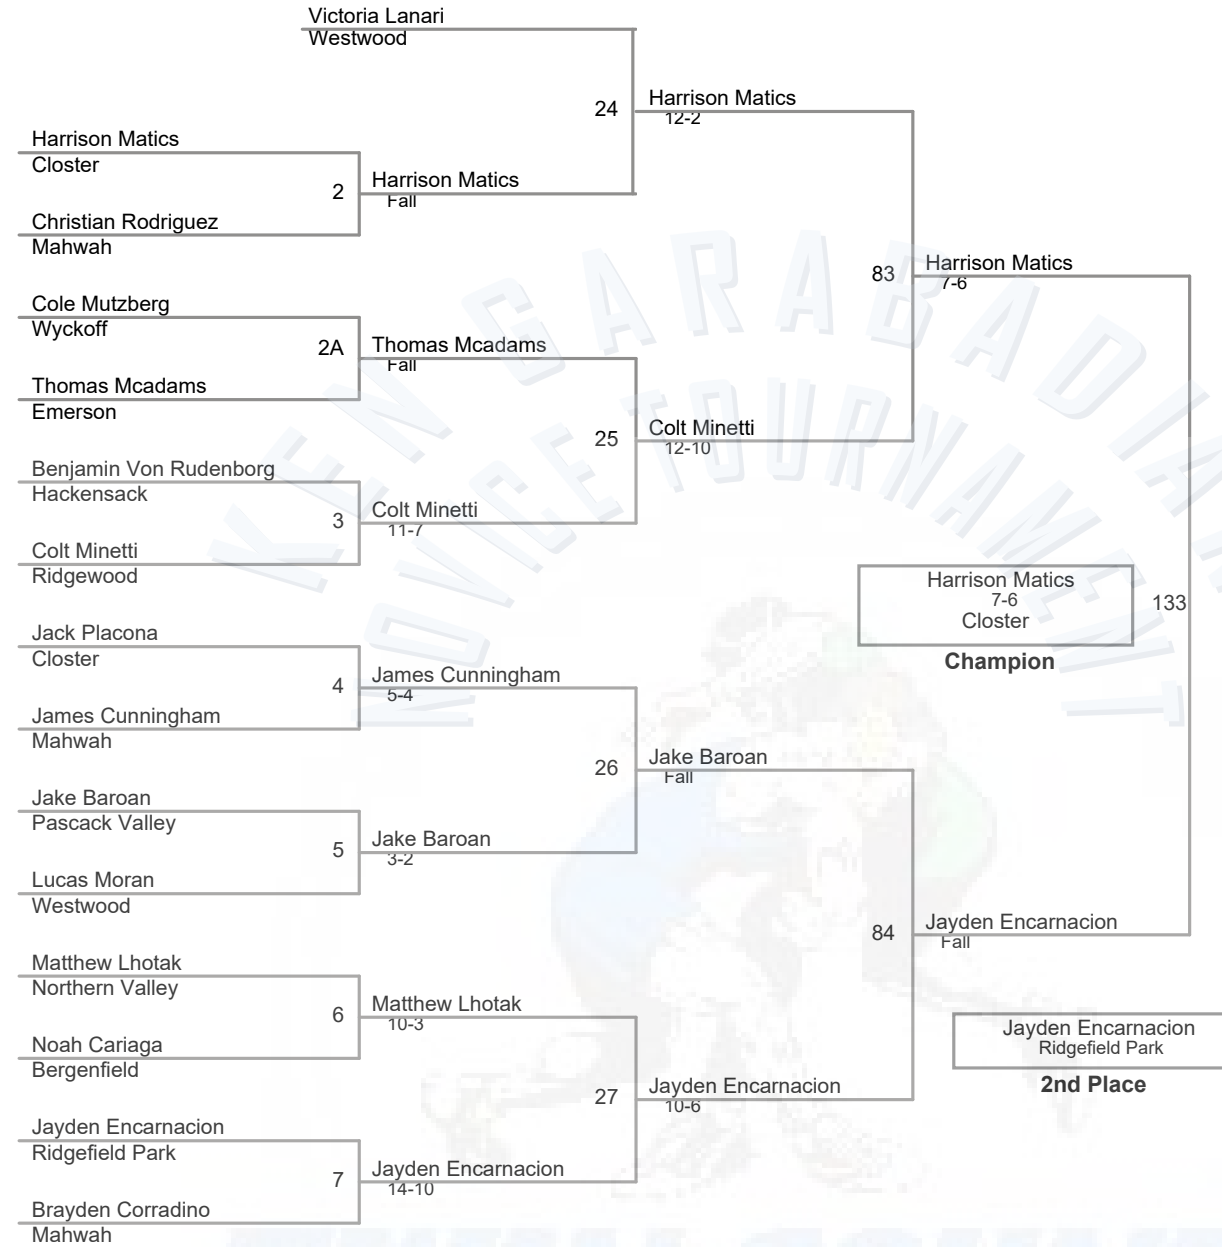 Victoria Lanari
Westwood
24
Harrison Matics
12-2
Harrison Matics
Closter
2
Harrison Matics
Fall
Christian Rodriguez
Mahwah
83
Harrison Matics
7-6
Cole Mutzberg
Wyckoff
2A
Thomas Mcadams
Fall
Thomas Mcadams
Emerson
25
Colt Minetti
12-10
Benjamin Von Rudenborg
Hackensack
3
Colt Minetti
11-7
Colt Minetti
Ridgewood
Harrison Matics
7-6
Closter
133
Champion
Jack Placona
Closter
4
James Cunningham
5-4
James Cunningham
Mahwah
26
Jake Baroan
Fall
Jake Baroan
Pascack Valley
5
Jake Baroan
3-2
Lucas Moran
Westwood
84
Jayden Encarnacion
Fall
Matthew Lhotak
Northern Valley
6
Matthew Lhotak
10-3
Noah Cariaga
Bergenfield
Jayden Encarnacion
Ridgefield Park
2nd Place
27
Jayden Encarnacion
10-6
Jayden Encarnacion
Ridgefield Park
7
Jayden Encarnacion
14-10
Brayden Corradino
Mahwah
KEN GARABADIA
NOVICE TOURNAMENT